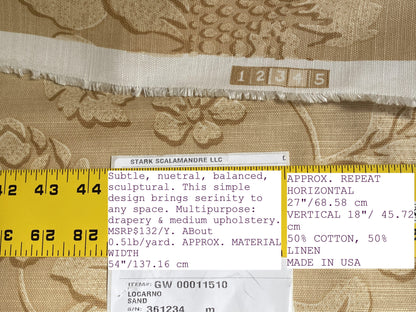 1 2 3 4 5
STARK SCALAMANDRE LLC
Subtle, nuetral, balanced,
sculptural. This simple
design brings serinity to
any space. Multipurpose:
drapery & medium upholstery.
MSRP$132/Y. ABout
0.5lb/yard. APPROX. MATERIAL
WIDTH
54"/137.16 cm
APPROX. REPEAT
HORIZONTAL
27"/68.58 cm
VERTICAL 18"/ 45.72
cm
50% COTTON, 50%
LINEN
MADE IN USA
42 43 44
ITEM#: GW 00011510
LOCARNO
SAND
361234 m